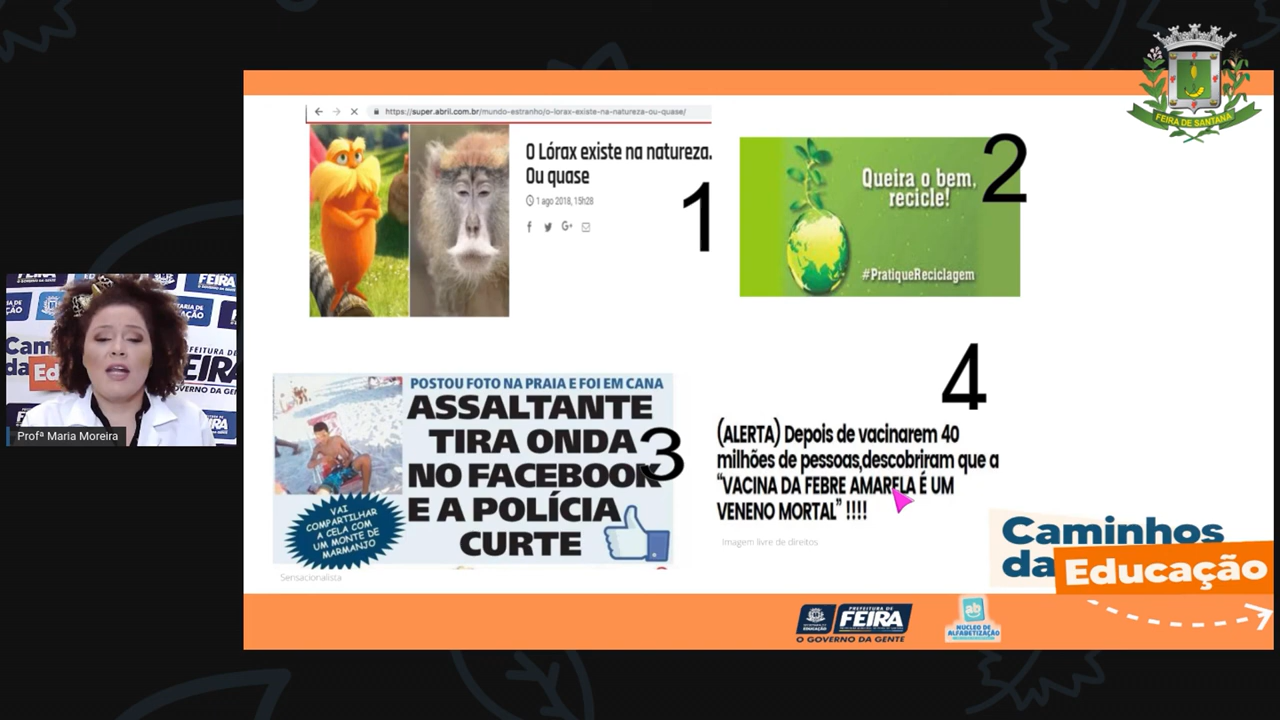 FEIRA DE SANTANA
https://super.abril.com.br/mundo-estranho/o-lorax-existe-na-natureza-ou-quase/
O Lórax existe na natureza.
Ou quase
1 ago 2018, 15h28
1
Queira o bem,
recicle!
#PratiqueReciclagem
2
POSTOU FOTO NA PRAIA E FOI EM CANA
ASSALTANTE
TIRA ONDA
NO FACEBOOK
E A POLÍCIA
CURTE
VAI
COMPARTILHAR
A CELA COM
UM MONTE DE
MARMANJO
3
Sensacionalista
4
(ALERTA) Depois de vacinarem 40
milhões de pessoas,descobriram que a
“VACINA DA FEBRE AMARELA É UM
VENENO MORTAL” !!!!
Imagem livre de direitos
Caminhos
da Educação
PREFEITURA DE
FEIRA
O GOVERNO DA GENTE
ab
NÚCLEO DE
ALFABETIZAÇÃO
Profª Maria Moreira